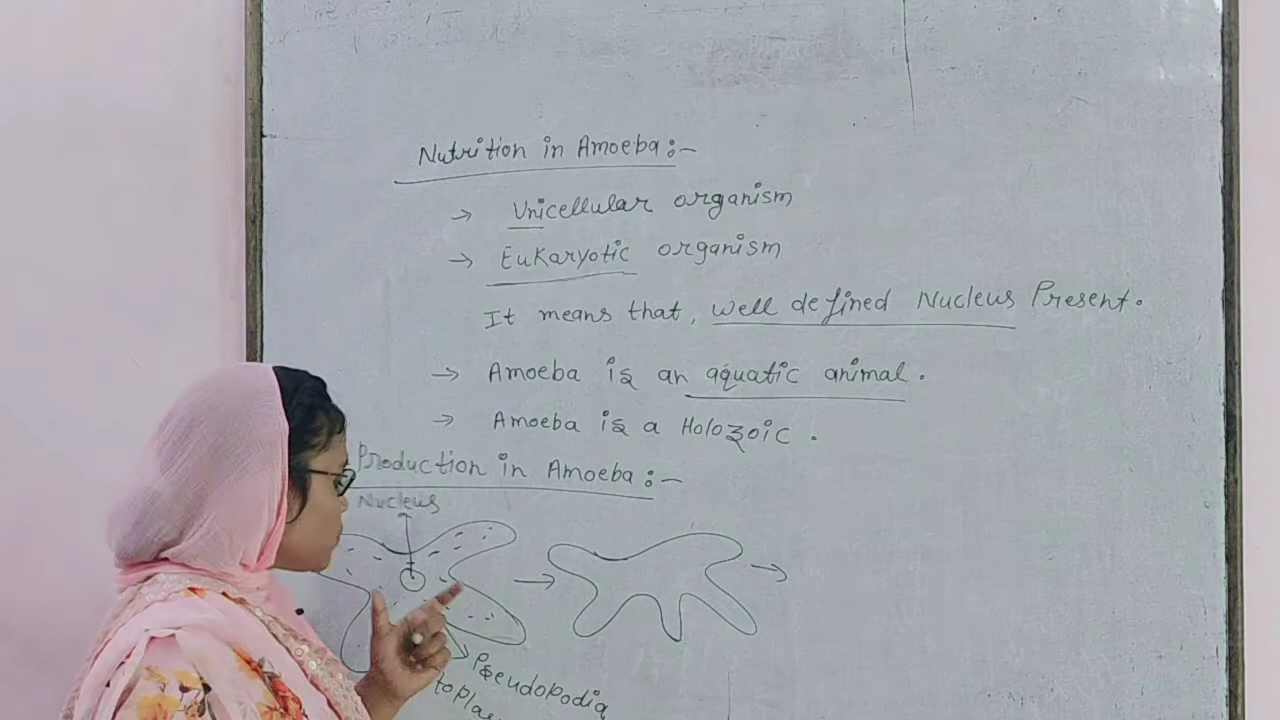 Nutrition in Amoeba :-
→ Unicellular organism
→ Eukaryotic organism
It means that, well defined Nucleus Present.
→ Amoeba is an aquatic animal.
→ Amoeba is a Holozoic.
Production in Amoeba :-
Nucleus
→ →
Pseudopodia